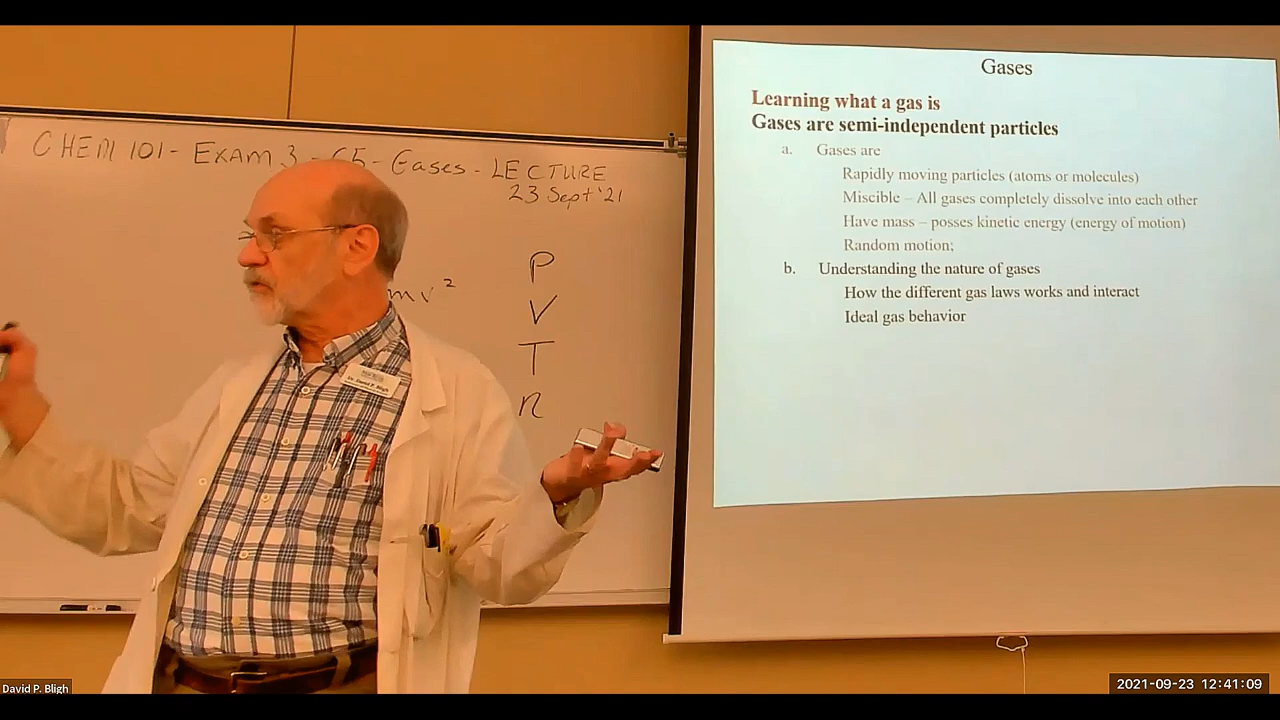 CHEM 101 - EXAM 3 - C5 - Gases - LECTURE
23 Sept '21
mv²
P
V
T
n
Dr. David P. Bligh
Gases
Learning what a gas is
Gases are semi-independent particles
a. Gases are
Rapidly moving particles (atoms or molecules)
Miscible – All gases completely dissolve into each other
Have mass – posses kinetic energy (energy of motion)
Random motion;
b. Understanding the nature of gases
How the different gas laws works and interact
Ideal gas behavior
David P. Bligh
2021-09-23 12:41:09